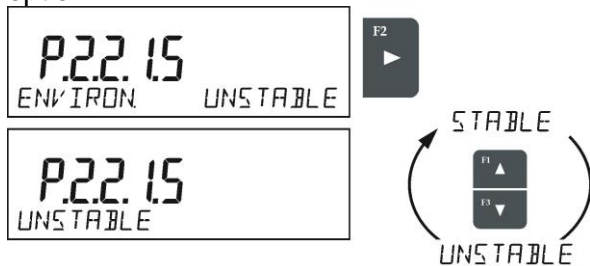 F2
P.2.2.1.5
ENVIRON. UNSTABLE
STABLE
P.2.2.1.5
UNSTABLE
F1
F3
UNSTABLE